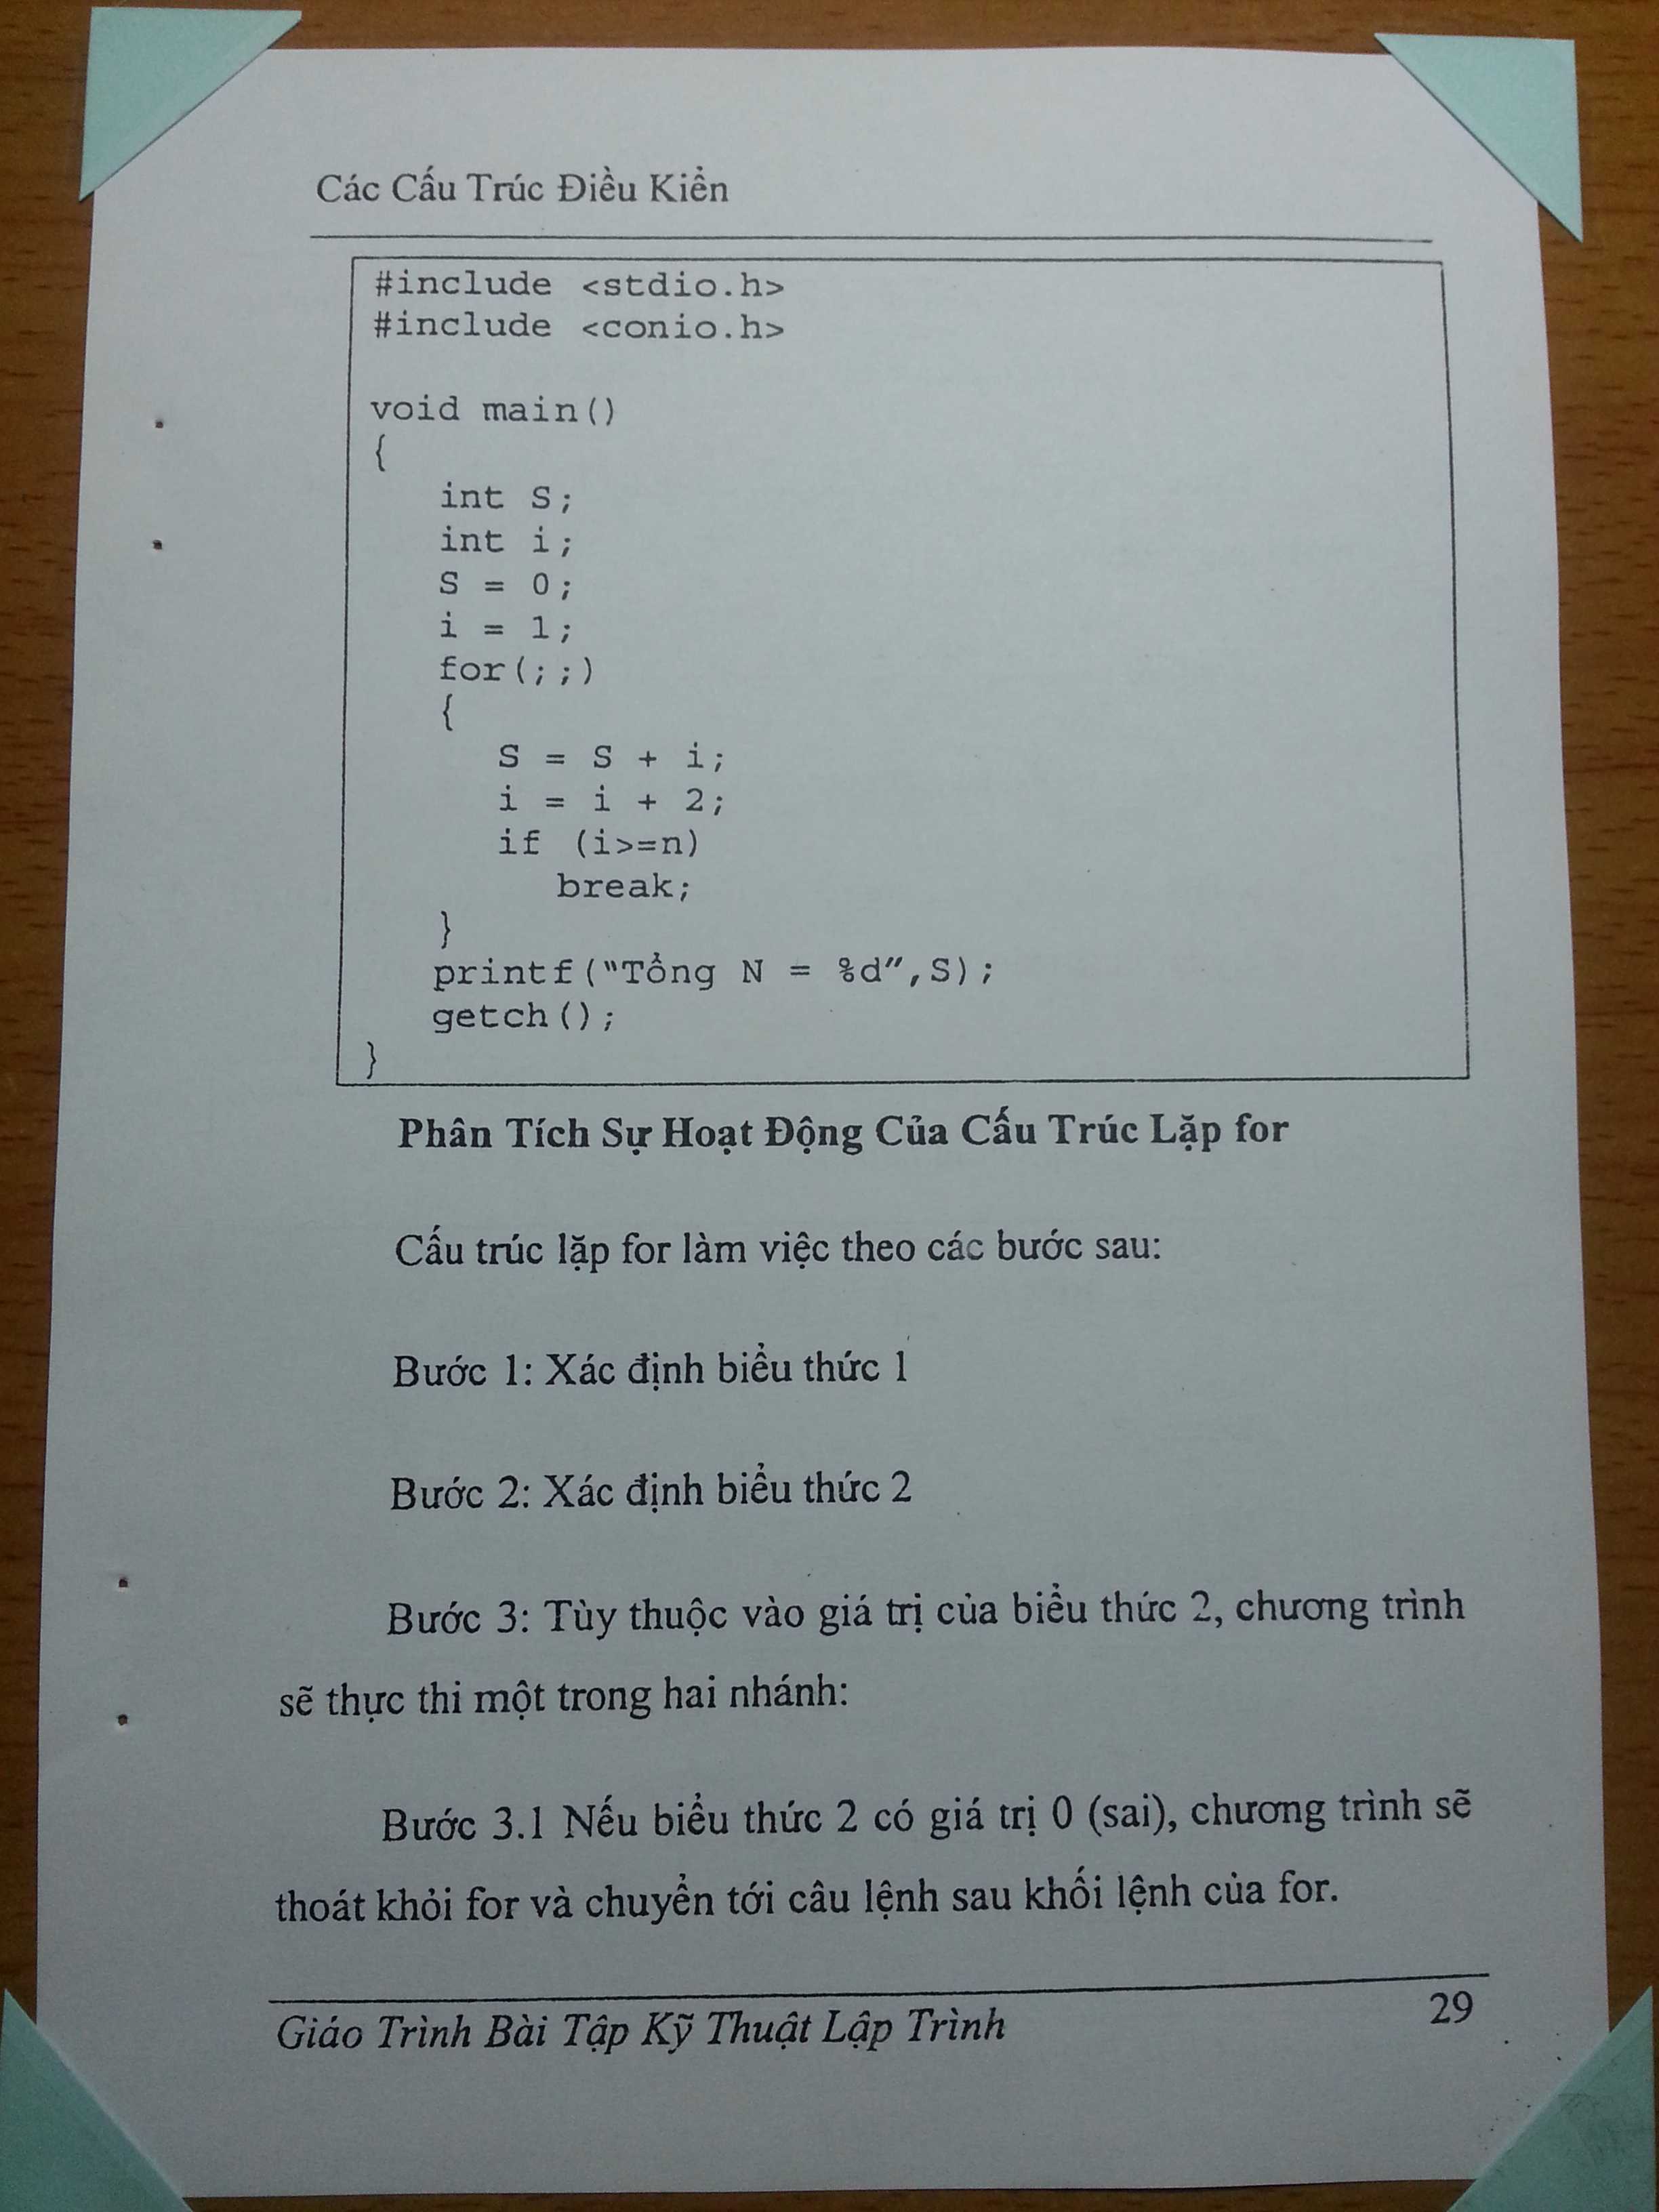 Các Cấu Trúc Điều Kiển
#include <stdio.h>
#include <conio.h>
void main()
{
int S;
int i;
S = 0;
i = 1;
for(;;)
{
S = S + i;
i = i + 2;
if (i>=n)
break;
}
printf(“Tổng N = %d”,S);
getch();
}
Phân Tích Sự Hoạt Động Của Cấu Trúc Lặp for
Cấu trúc lặp for làm việc theo các bước sau:
Bước 1: Xác định biểu thức 1
Bước 2: Xác định biểu thức 2
Bước 3: Tùy thuộc vào giá trị của biểu thức 2, chương trình
sẽ thực thi một trong hai nhánh:
Bước 3.1 Nếu biểu thức 2 có giá trị 0 (sai), chương trình sẽ
thoát khỏi for và chuyển tới câu lệnh sau khối lệnh của for.
Giáo Trình Bài Tập Kỹ Thuật Lập Trình 29